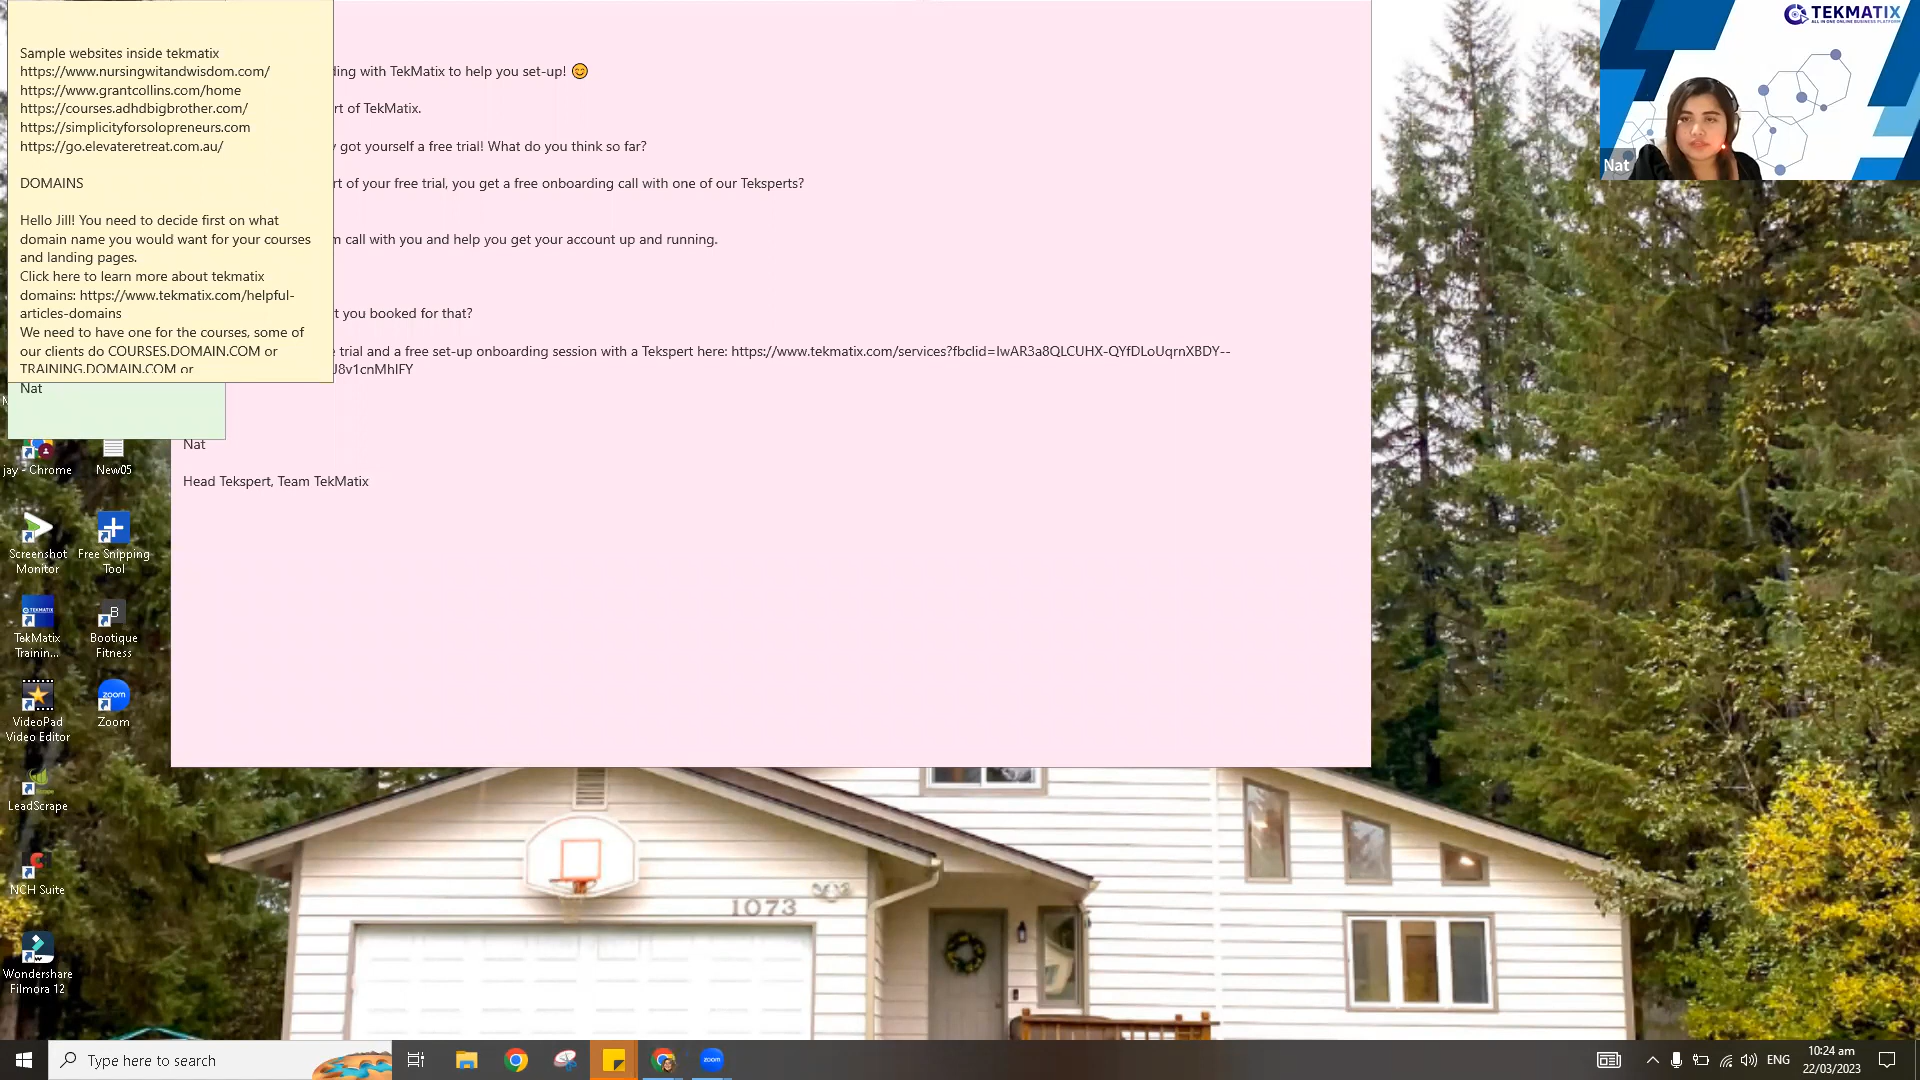 Sample websites inside tekmatix
https://www.nursingwitandwisdom.com/
https://www.grantcollins.com/home
https://courses.adhdbigbrother.com/
https://simplicityforsolopreneurs.com
https://go.elevateretreat.com.au/
DOMAINS
Hello Jill! You need to decide first on what
domain name you would want for your courses
and landing pages.
Click here to learn more about tekmatix
domains: https://www.tekmatix.com/helpful-
articles-domains
We need to have one for the courses, some of
our clients do COURSES.DOMAIN.COM or
TRAINING.DOMAIN.COM or
Nat
ding with TekMatix to help you set-up! 😊
rt of TekMatix.
y got yourself a free trial! What do you think so far?
rt of your free trial, you get a free onboarding call with one of our Teksperts?
m call with you and help you get your account up and running.
t you booked for that?
e trial and a free set-up onboarding session with a Tekspert here: https://www.tekmatix.com/services?fbclid=IwAR3a8QLCUHX-QYfDLoUqrnXBDY--
J8v1cnMhIFY
Nat
Head Tekspert, Team TekMatix
TEKMATIX
ALL IN ONE ONLINE BUSINESS PLATFORM
Nat
jay - Chrome
New05
Screenshot
Monitor
Free Snipping
Tool
TEKMATIX
TekMatix
Trainin...
B
Bootique
Fitness
VideoPad
Video Editor
zoom
Zoom
LeadScrape
NCH Suite
Wondershare
Filmora 12
1073
Type here to search
zoom
ENG
10:24 am
22/03/2023